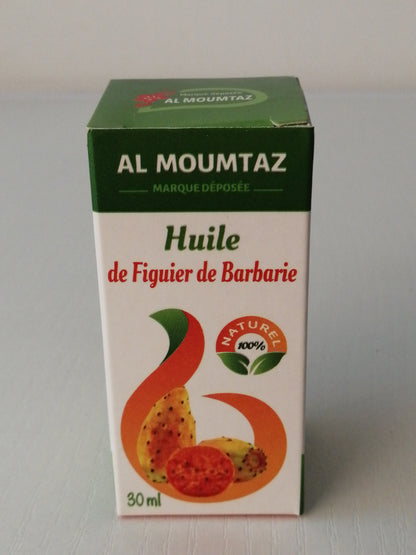 Marque déposée
AL MOUMTAZ
AL MOUMTAZ
MARQUE DÉPOSÉE
Huile
de Figuier de Barbarie
NATUREL
100%
30 ml